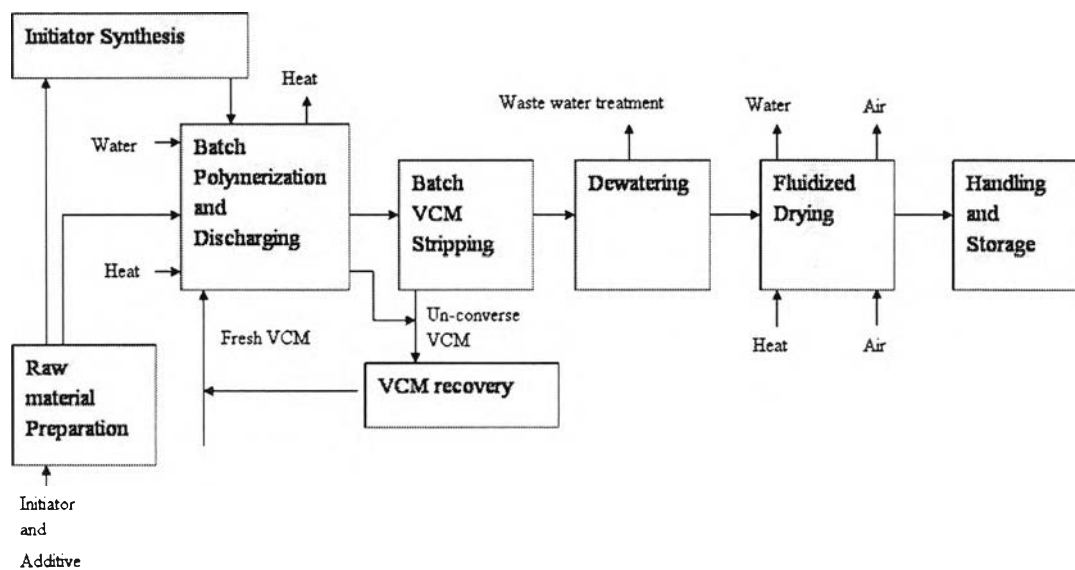 Initiator Synthesis
Heat
Waste water treatment
Water
Air
Water
Batch
Polymerization
and
Discharging
Batch
VCM
Stripping
Dewatering
Fluidized
Drying
Handling
and
Storage
Heat
Fresh VCM
Un-converse
VCM
Heat
Air
Raw
material
Preparation
VCM recovery
Initiator
and
Additive